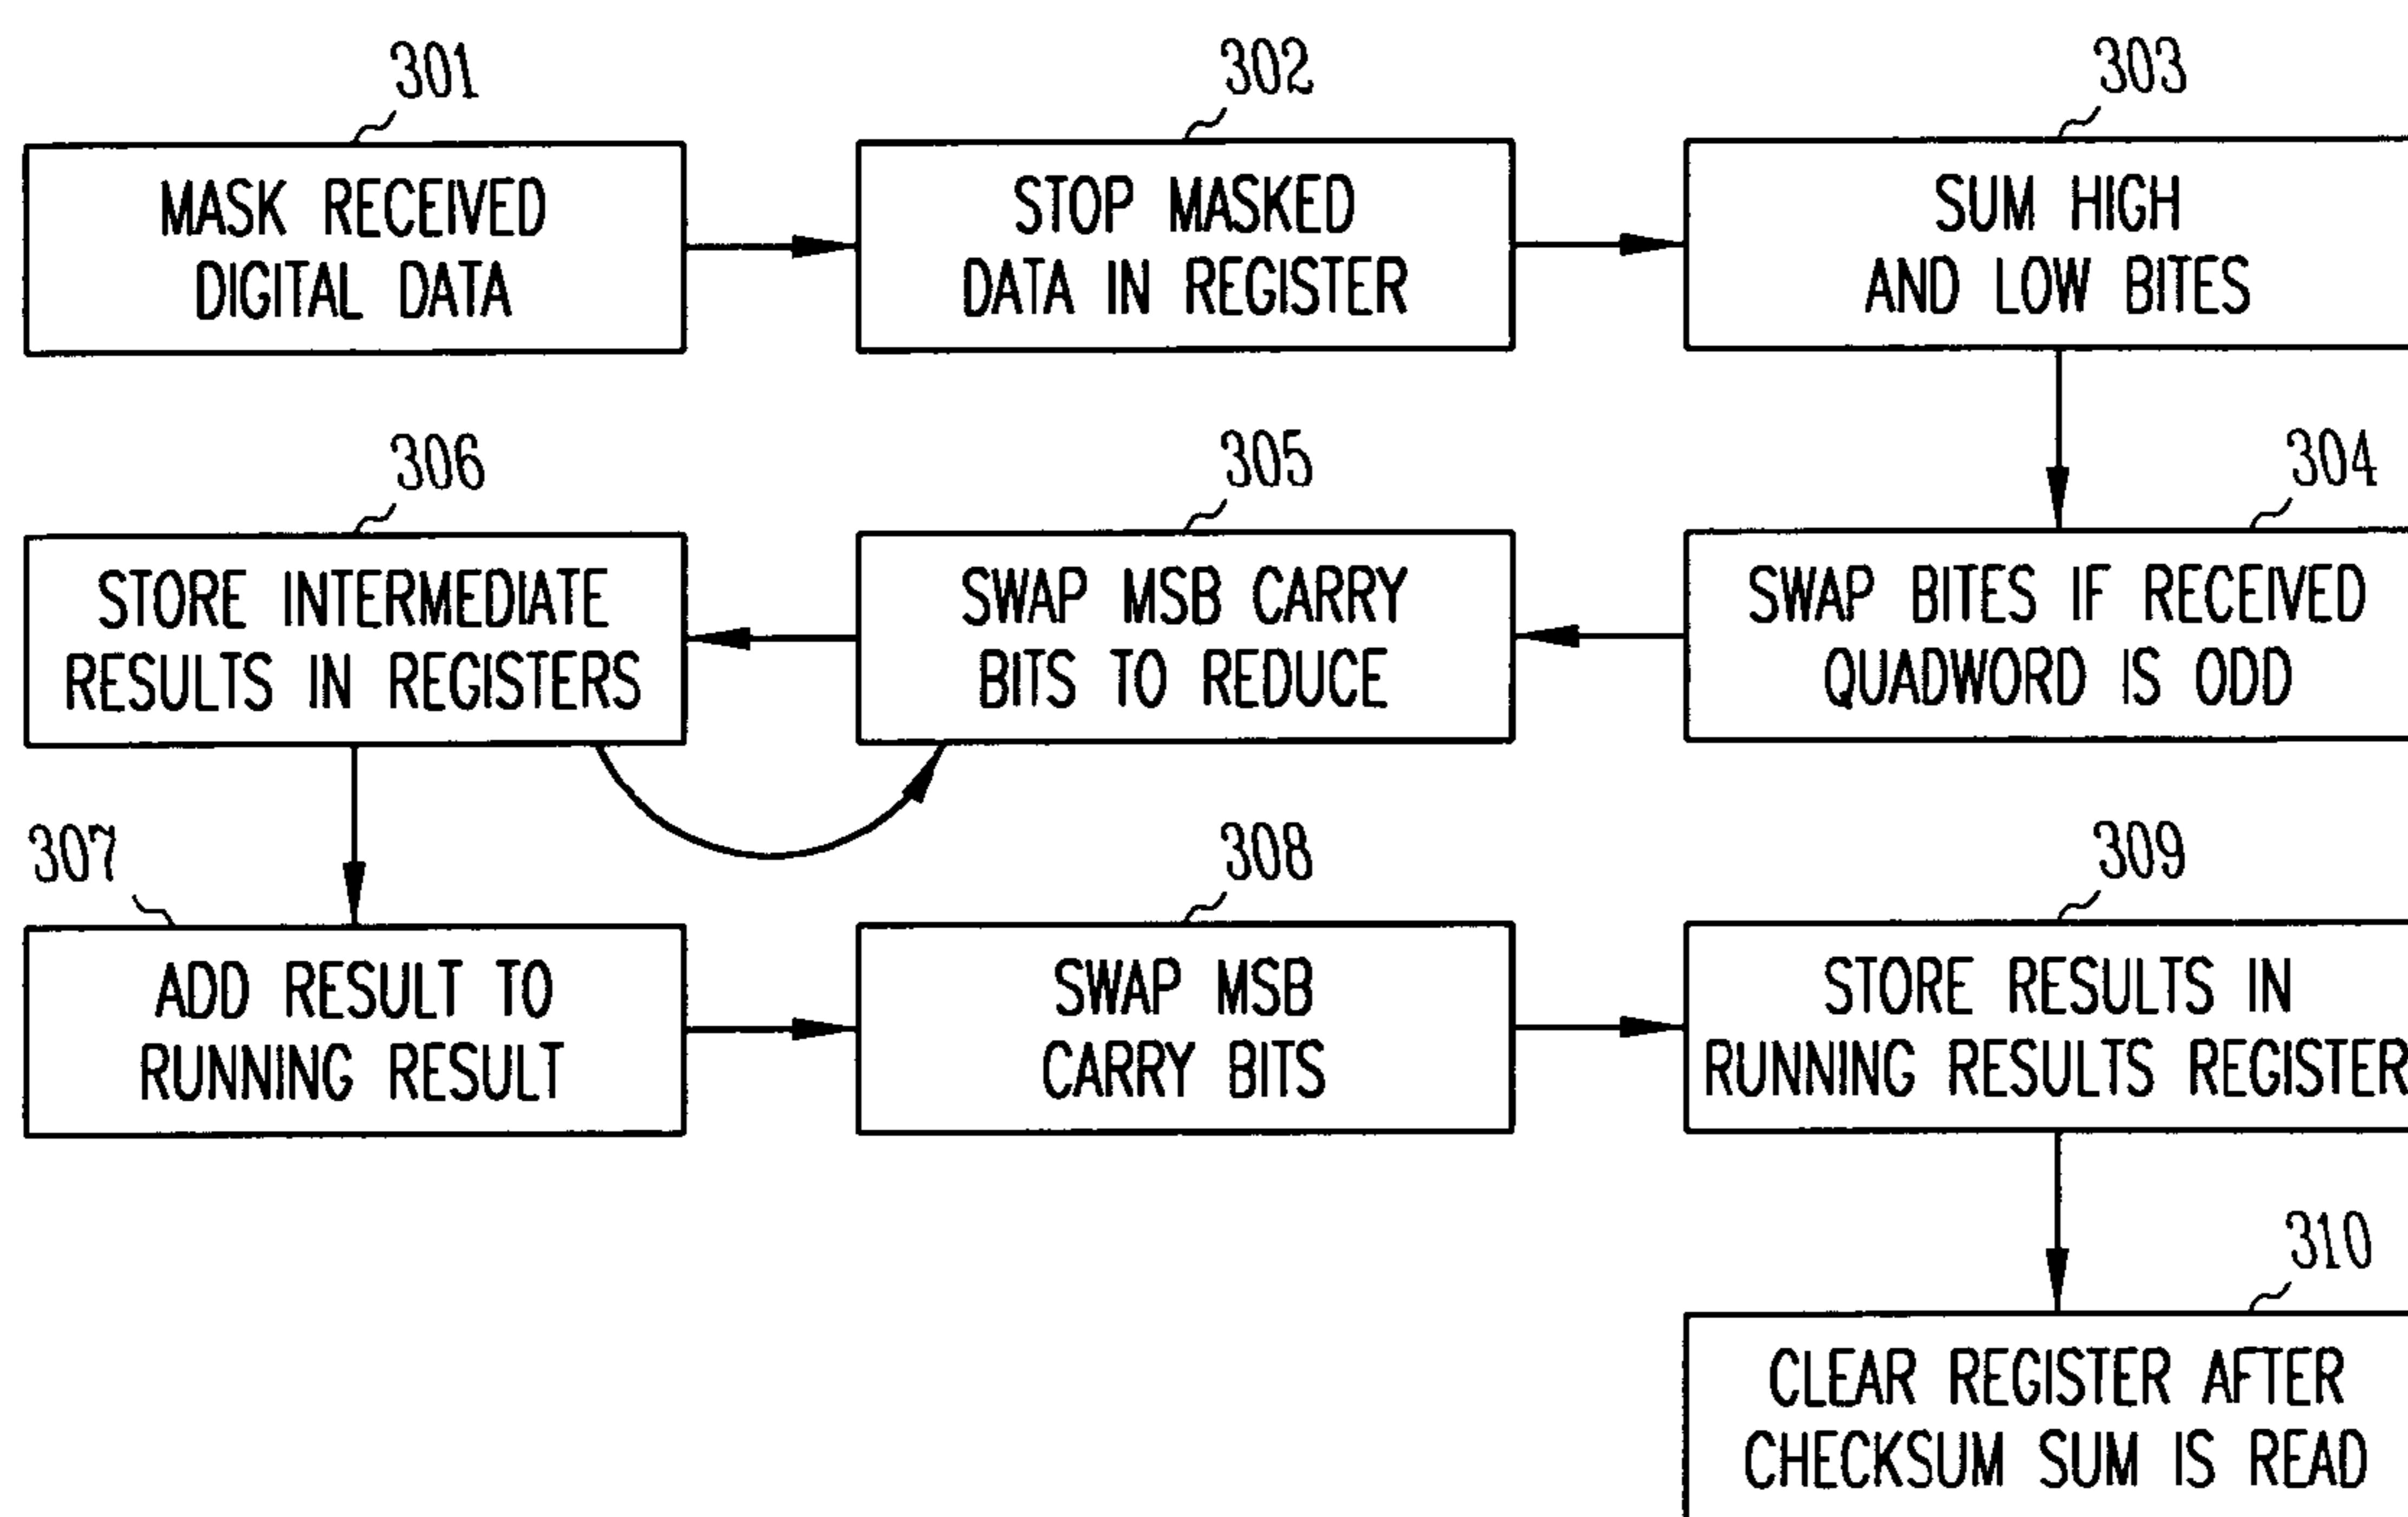 301
MASK RECEIVED
DIGITAL DATA
302
STOP MASKED
DATA IN REGISTER
303
SUM HIGH
AND LOW BITES
304
SWAP BITES IF RECEIVED
QUADWORD IS ODD
305
SWAP MSB CARRY
BITS TO REDUCE
306
STORE INTERMEDIATE
RESULTS IN REGISTERS
307
ADD RESULT TO
RUNNING RESULT
308
SWAP MSB
CARRY BITS
309
STORE RESULTS IN
RUNNING RESULTS REGISTER
310
CLEAR REGISTER AFTER
CHECKSUM SUM IS READ